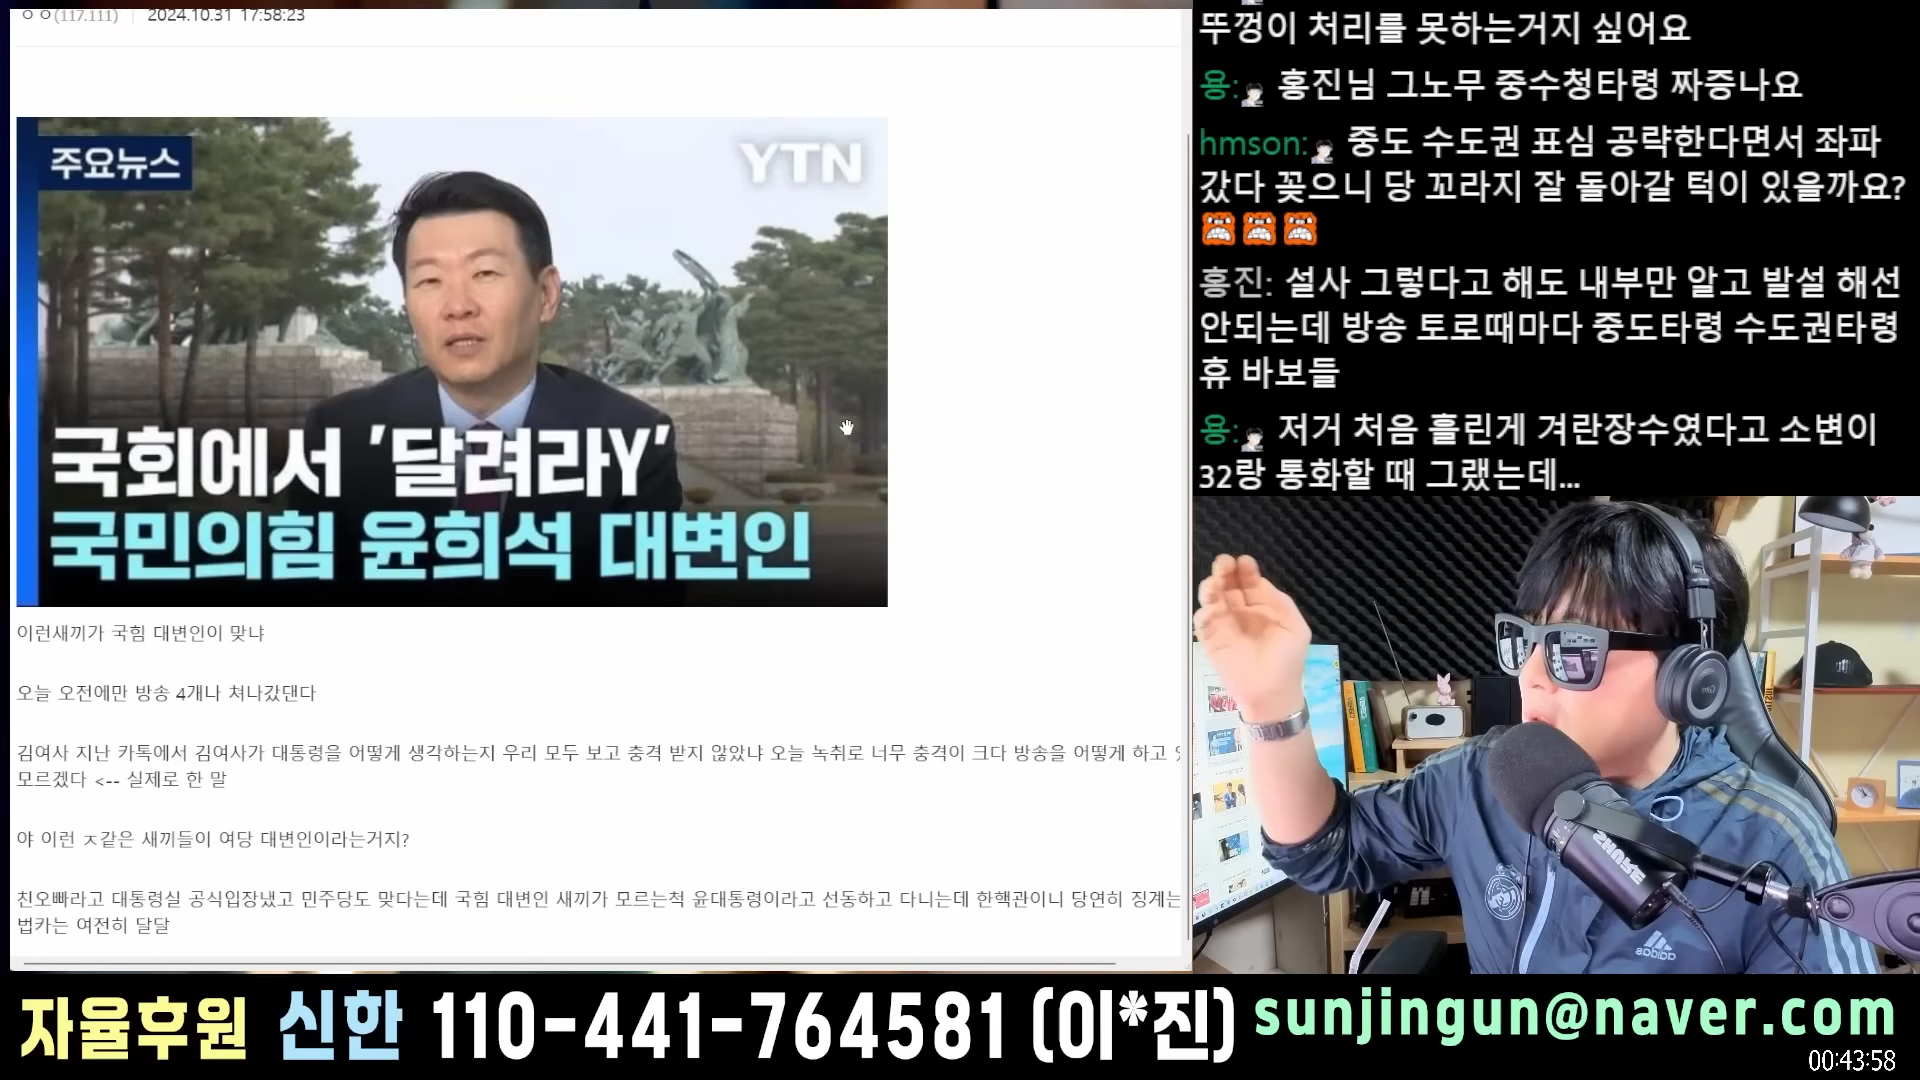 ㅇㅇ(117.111) 2024.10.31 17:58:23
주요뉴스
YTN
국회에서 '달려라Y'
국민의힘 윤희석 대변인
이런새끼가 국힘 대변인이 맞냐
오늘 오전에만 방송 4개나 쳐나갔댄다
김여사 지난 카톡에서 김여사가 대통령을 어떻게 생각하는지 우리 모두 보고 충격 받지 않았냐 오늘 녹취로 너무 충격이 크다 방송을 어떻게 하고
모르겠다 <-- 실제로 한 말
야 이런 ㅈ같은 새끼들이 여당 대변인이라는거지?
친오빠라고 대통령실 공식입장냈고 민주당도 맞다는데 국힘 대변인 새끼가 모르는척 윤대통령이라고 선동하고 다니는데 한핵관이니 당연히 징계는
법카는 여전히 달달
뚜껑이 처리를 못하는거지 싶어요
용: 홍진님 그노무 중수청타령 짜증나요
hmson: 중도 수도권 표심 공략한다면서 좌파
갔다 꽂으니 당 꼬라지 잘 돌아갈 턱이 있을까요?
홍진: 설사 그렇다고 해도 내부만 알고 발설 해선
안되는데 방송 토로때마다 중도타령 수도권타령
휴 바보들
용: 저거 처음 흘린게 겨란장수였다고 소변이
32랑 통화할 때 그랬는데...
SHURE
adidas
자율후원 신한 110-441-764581 (이*진) sunjingun@naver.com
00:43:58